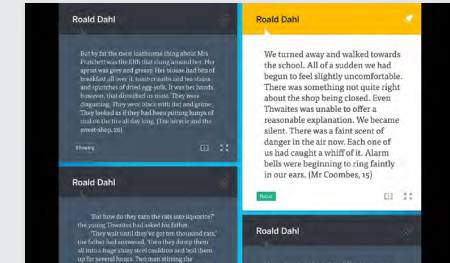 Roald Dahl
But by far the most loathsome thing about Mrs
Pratchett was the filth that clung around her. Her
apron was grey and greasy. Her blouse had bits of
breakfast all over it, toast-crumbs and tea stains
and splotches of dried egg-yolk. It was her hands,
however, that disturbed us most. They were
disgusting. They were black with dirt and grime.
They looked as if they had been putting lumps of
coal on the fire all day long. (The bicycle and the
sweet-shop, 26)
Roald Dahl
'But how do they turn the rats into liquorice?'
the young Thwaites had asked his father.
'They wait until they've got ten thousand rats,'
the father had answered, 'then they dump them
all into a huge shiny steel cauldron and boil them
up for several hours. Two men stirring the
Roald Dahl
We turned away and walked towards
the school. All of a sudden we had
begun to feel slightly uncomfortable.
There was something not quite right
about the shop being closed. Even
Thwaites was unable to offer a
reasonable explanation. We became
silent. There was a faint scent of
danger in the air now. Each one of
us had caught a whiff of it. Alarm
bells were beginning to ring faintly
in our ears. (Mr Coombes, 15)
Roald Dahl